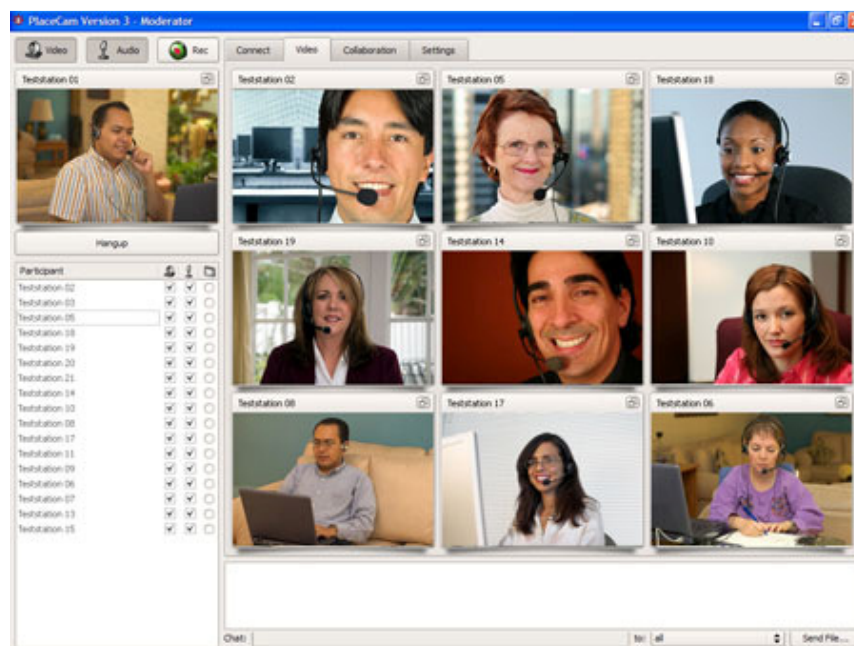 PlaceCam Version 3 - Moderator
Video Audio Rec
Connect Video Collaboration Settings
Teststation 01
Teststation 02
Teststation 05
Teststation 18
Hangup
Teststation 19
Teststation 14
Teststation 10
Participant
Teststation 02
Teststation 03
Teststation 05
Teststation 18
Teststation 19
Teststation 20
Teststation 21
Teststation 14
Teststation 10
Teststation 08
Teststation 17
Teststation 11
Teststation 09
Teststation 06
Teststation 07
Teststation 13
Teststation 15
Teststation 08
Teststation 17
Teststation 06
Chat: to: all Send File...